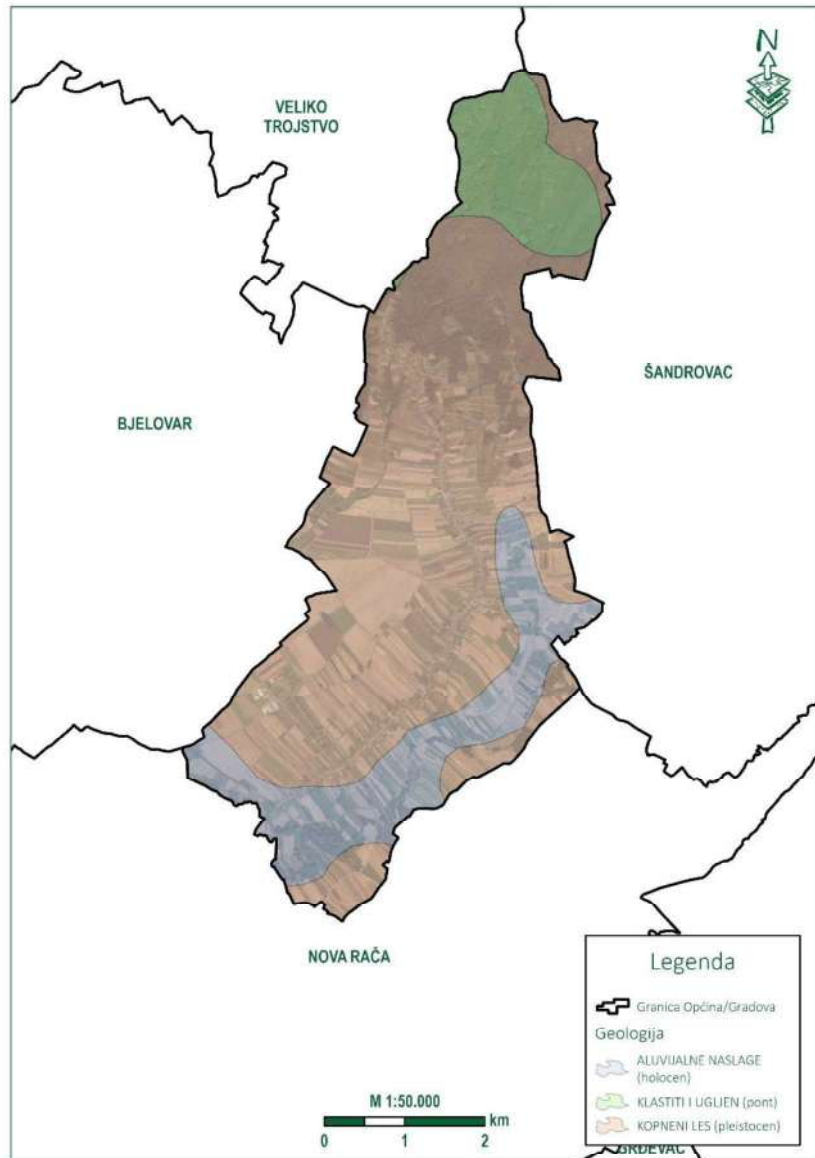 N
VELIKO
TROJSTVO
ŠANDROVAC
BJELOVAR
NOVA RAČA
Legenda
Granica Općina/Gradova
Geologija
ALUVIJALNE NASLAGE
(holocen)
KLASTITI I UGLJEN (pont)
KOPNENI LES (pleistocen)
GRĐEVAC
M 1:50.000
km
0 1 2